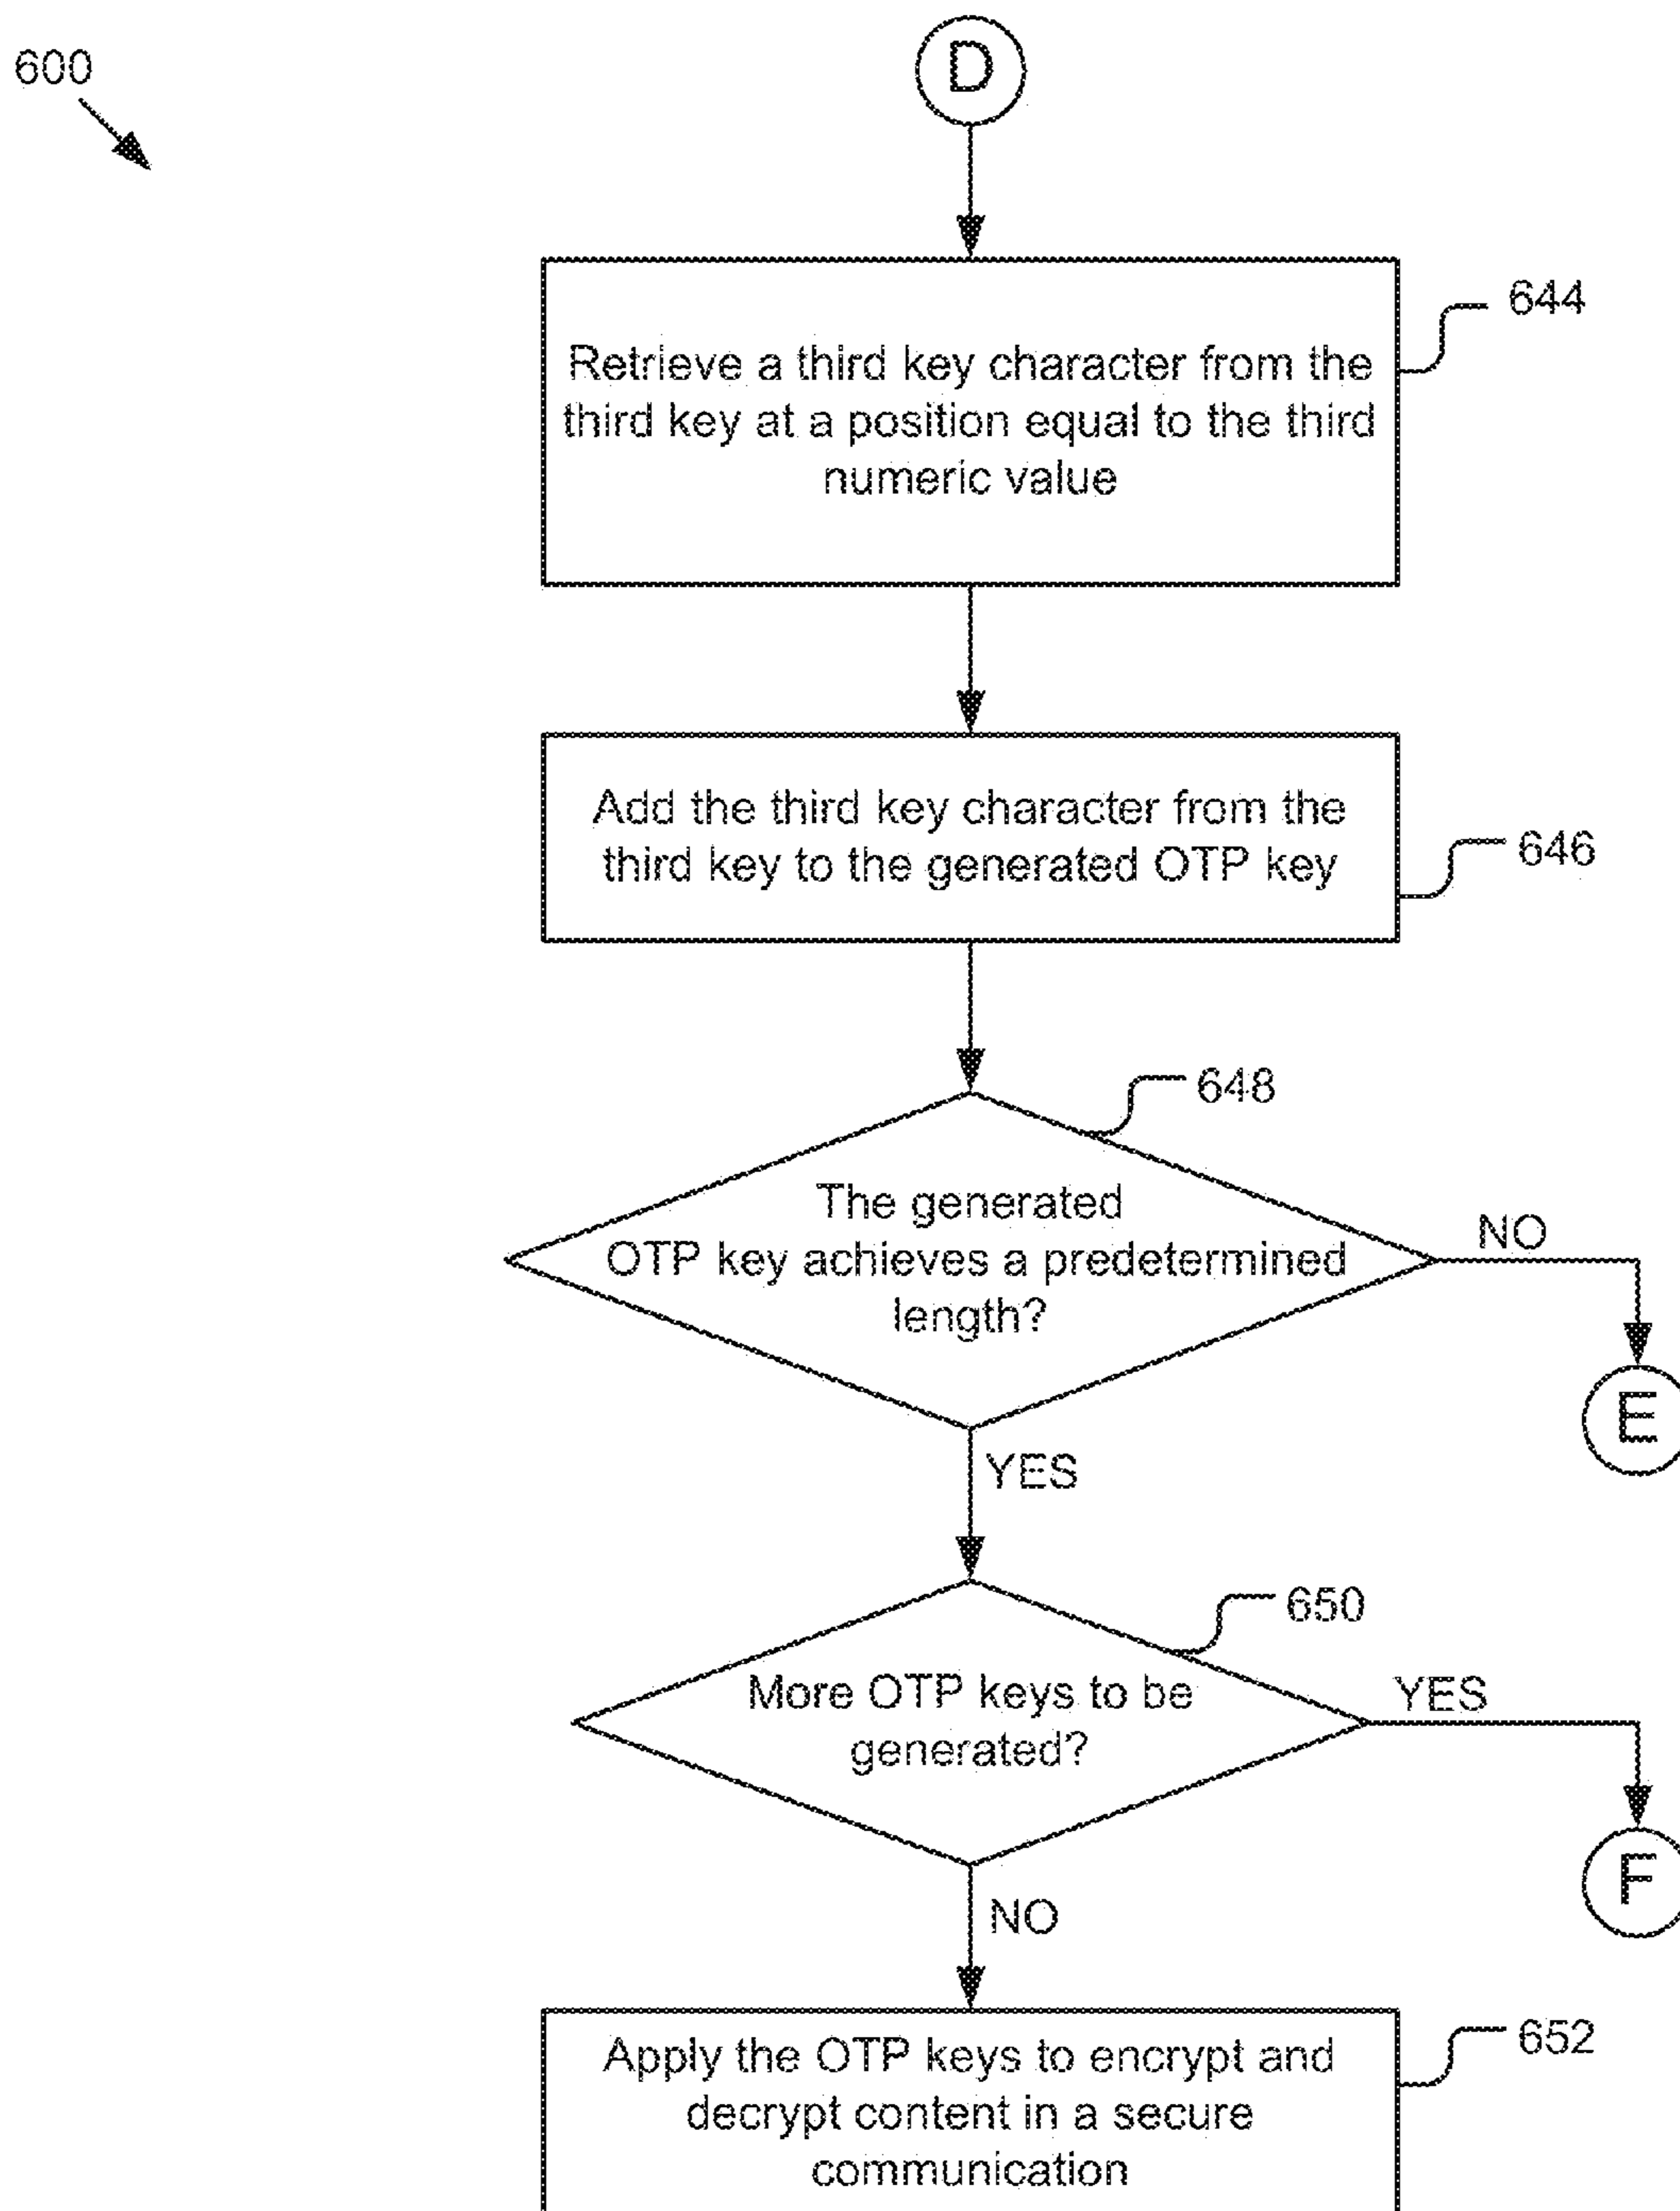 600
D
Retrieve a third key character from the
third key at a position equal to the third
numeric value
644
Add the third key character from the
third key to the generated OTP key
646
648
The generated
OTP key achieves a predetermined
length?
NO
E
YES
650
More OTP keys to be
generated?
YES
F
NO
Apply the OTP keys to encrypt and
decrypt content in a secure
communication
652